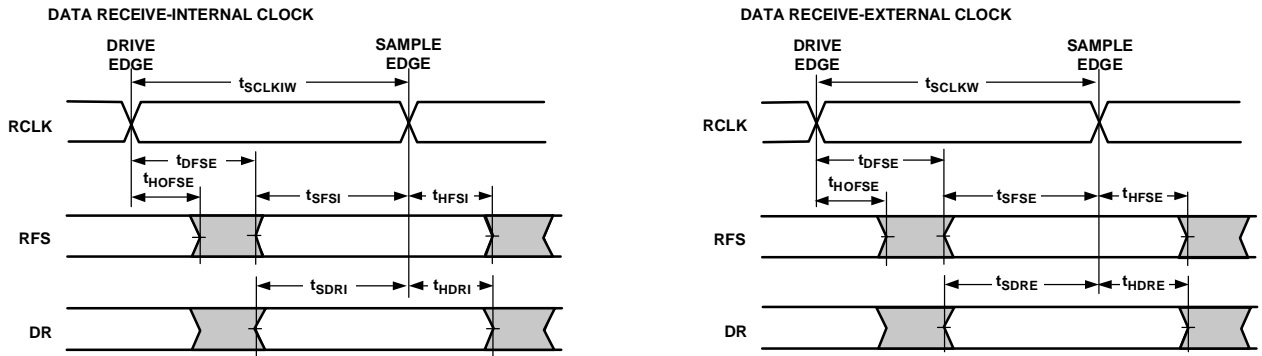 DATA RECEIVE-INTERNAL CLOCK
DRIVE
EDGE
SAMPLE
EDGE
tSCLKIW
RCLK
tDFSE
tHOFSE
tSFSI
tHFSI
RFS
tSDRI
tHDRI
DR
DATA RECEIVE-EXTERNAL CLOCK
DRIVE
EDGE
SAMPLE
EDGE
tSCLKW
RCLK
tDFSE
tHOFSE
tSFSE
tHFSE
RFS
tSDRE
tHDRE
DR